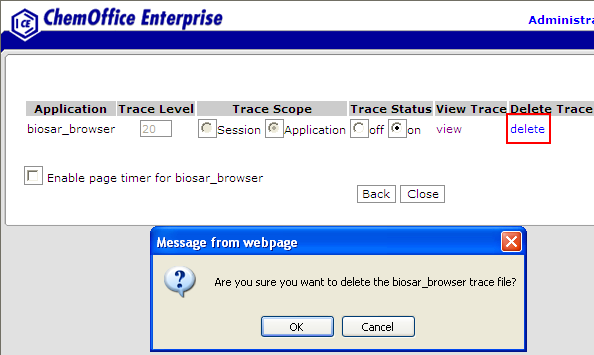 ChemOffice Enterprise
Administra
Application Trace Level Trace Scope Trace Status View Trace Delete Trace
biosar_browser 20 Session Application off on view delete
Enable page timer for biosar_browser
Back Close
Message from webpage
Are you sure you want to delete the biosar_browser trace file?
OK Cancel